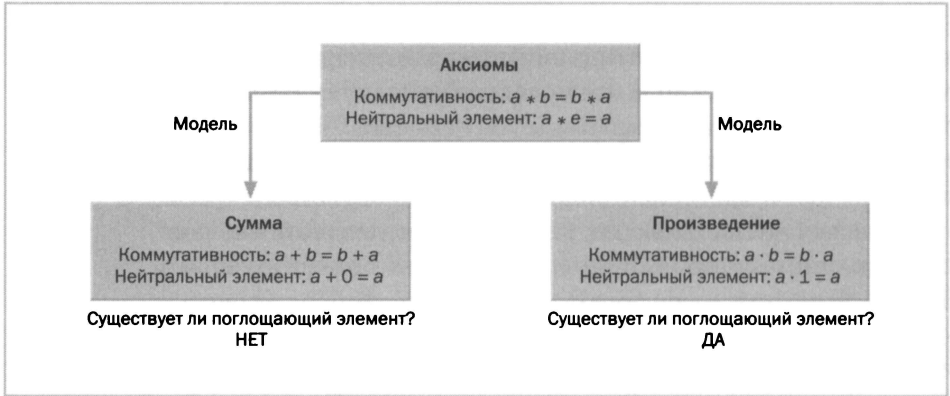 Аксиомы
Коммутативность: a * b = b * a
Нейтральный элемент: a * e = a
Модель
Модель
Сумма
Коммутативность: a + b = b + a
Нейтральный элемент: a + 0 = a
Существует ли поглощающий элемент?
НЕТ
Произведение
Коммутативность: a · b = b · a
Нейтральный элемент: a · 1 = a
Существует ли поглощающий элемент?
ДА